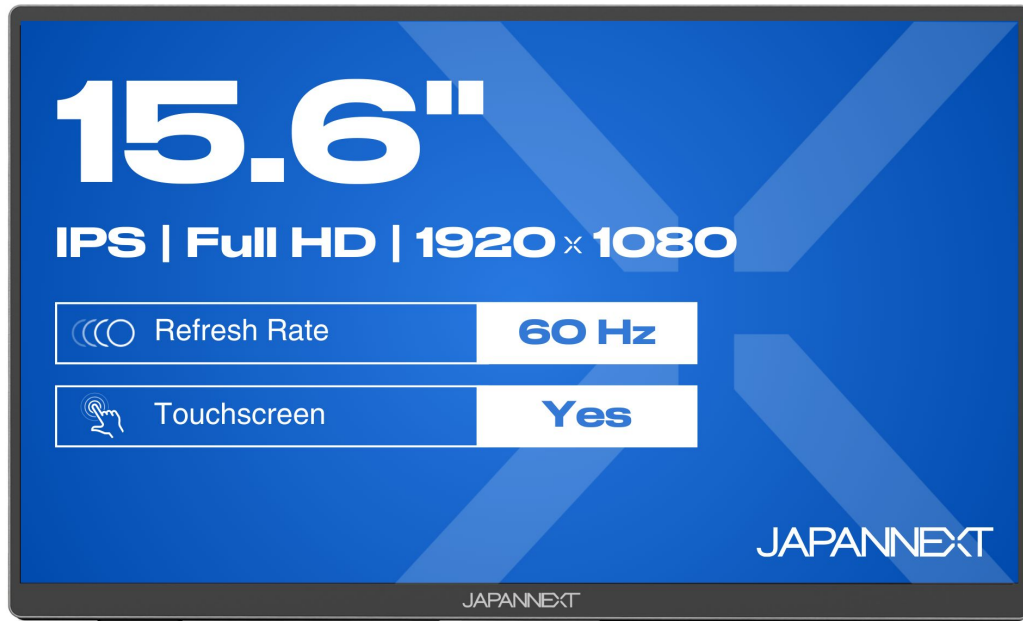 15.6"
IPS | Full HD | 1920 × 1080
Refresh Rate 60 Hz
Touchscreen Yes
JAPANNEXT
JAPANNEXT